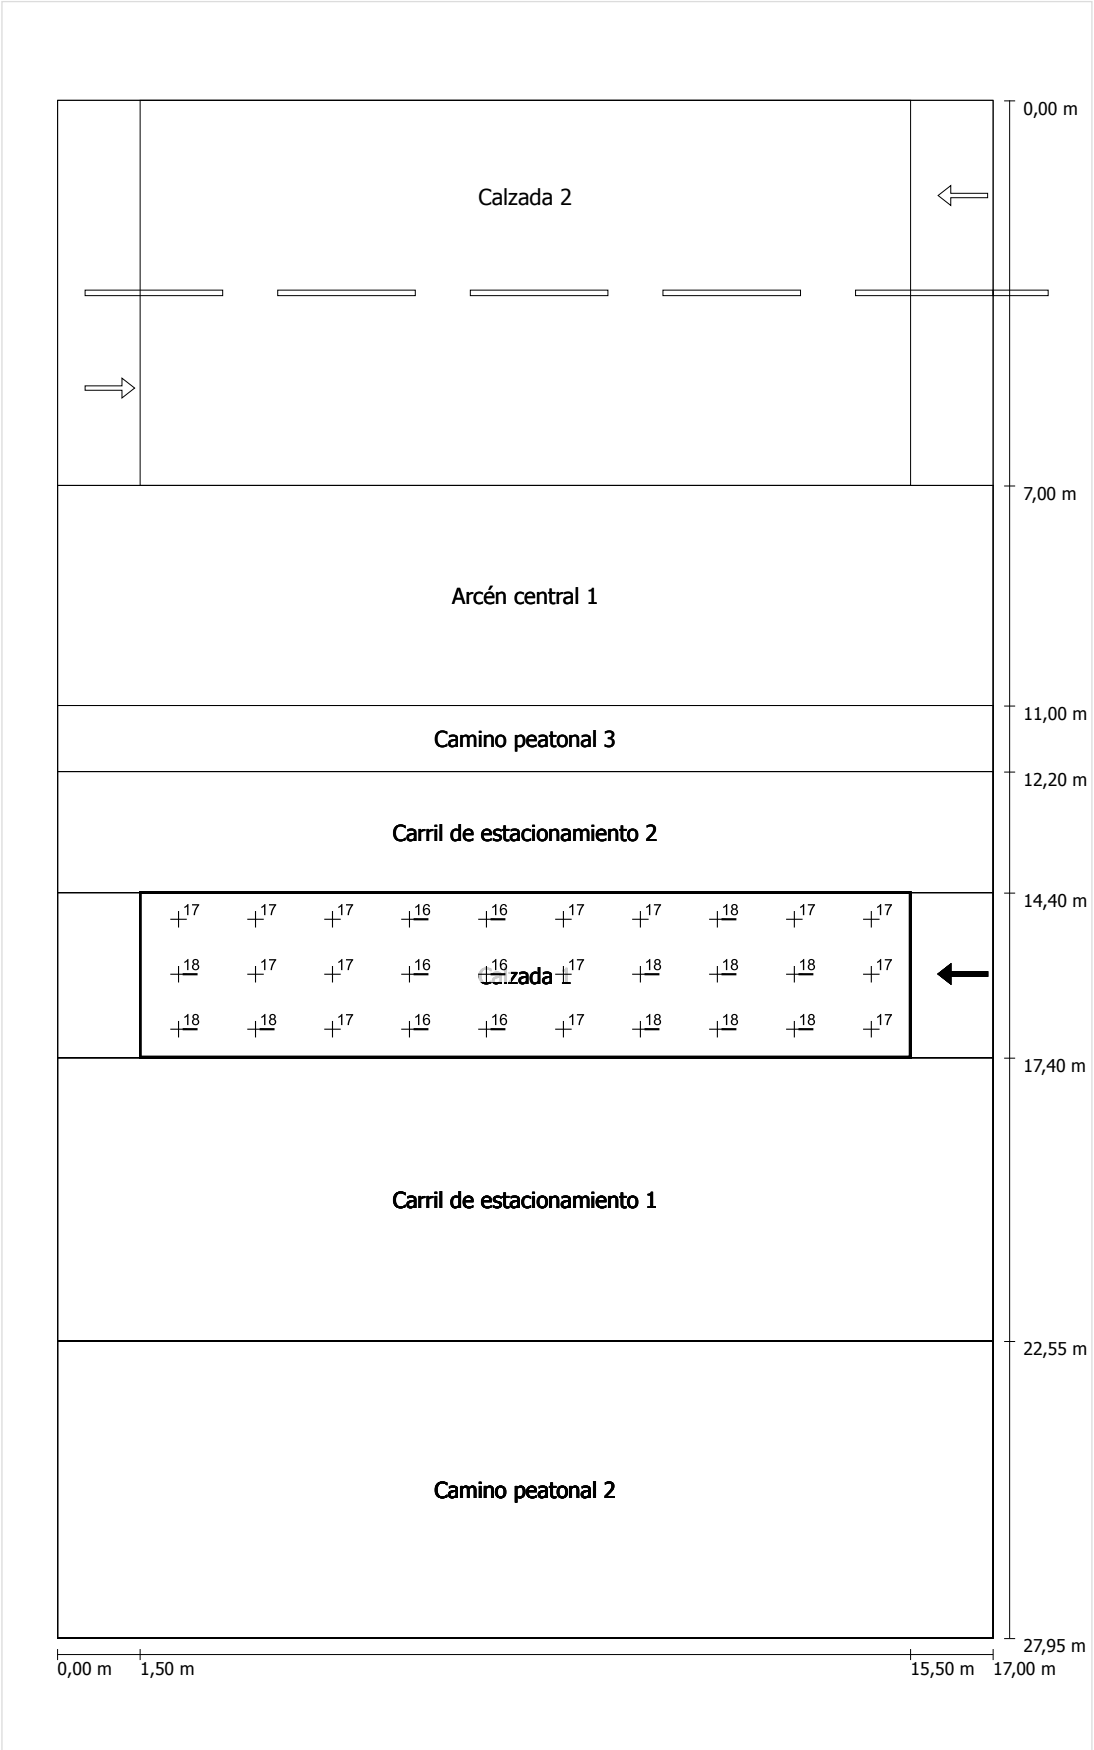 0,00 m
Calzada 2
7,00 m
Arcén central 1
11,00 m
Camino peatonal 3
12,20 m
Carril de estacionamiento 2
14,40 m
17 17 17 16 16 17 17 18 17 17
18 17 17 16 16 17 18 18 18 17
Calzada 1
18 18 17 16 16 17 18 18 18 17
17,40 m
Carril de estacionamiento 1
22,55 m
Camino peatonal 2
27,95 m
0,00 m 1,50 m 15,50 m 17,00 m